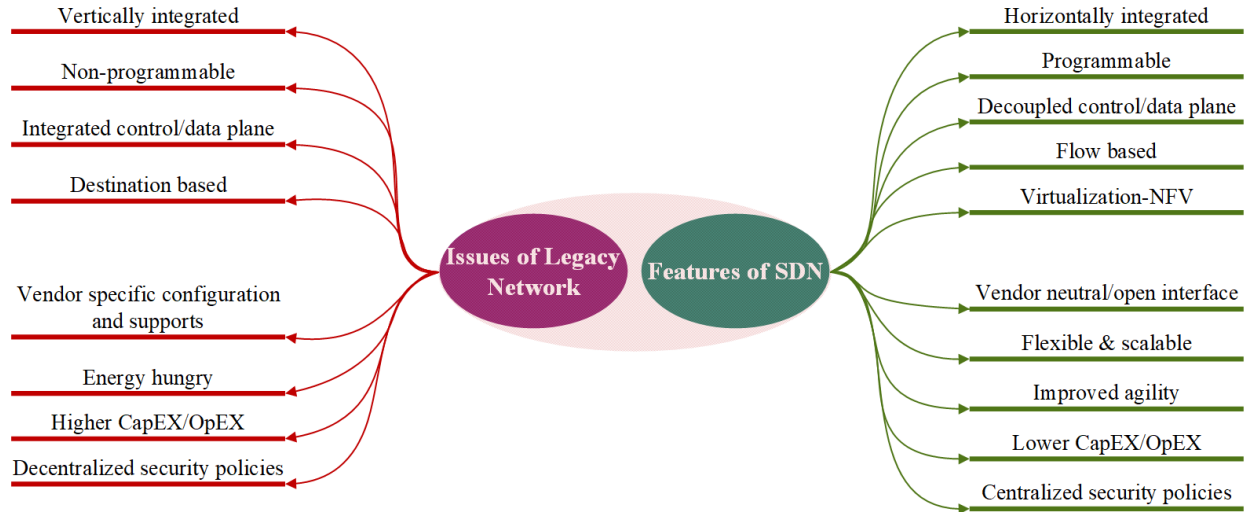 Vertically integrated
Non-programmable
Integrated control/data plane
Destination based
Vendor specific configuration
and supports
Energy hungry
Higher CapEX/OpEX
Decentralized security policies
Issues of Legacy
Network
Features of SDN
Horizontally integrated
Programmable
Decoupled control/data plane
Flow based
Virtualization-NFV
Vendor neutral/open interface
Flexible & scalable
Improved agility
Lower CapEX/OpEX
Centralized security policies